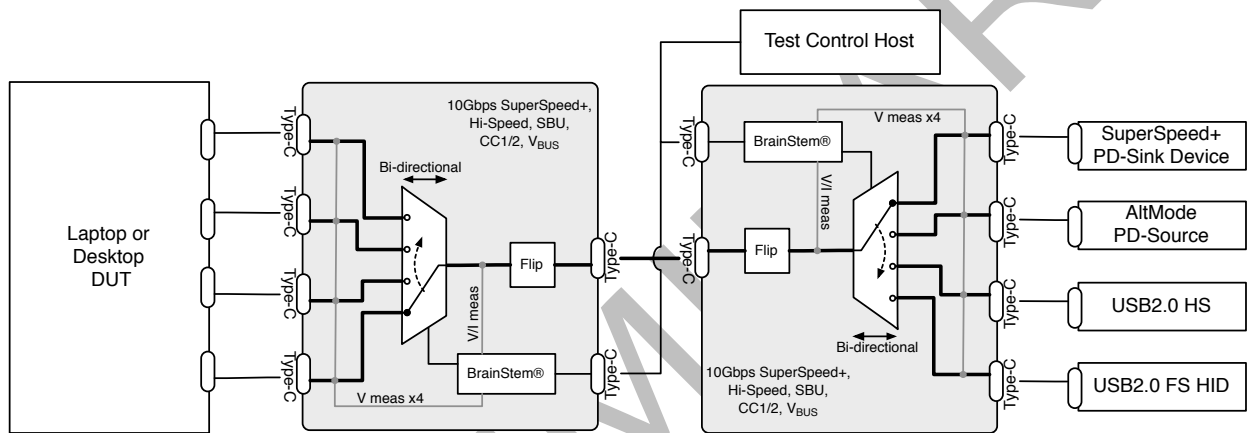 Test Control Host
Laptop or
Desktop
DUT
Type-C
Type-C
Type-C
Type-C
10Gbps SuperSpeed+,
Hi-Speed, SBU,
CC1/2, VBUS
Bi-directional
Flip
V/I meas
BrainStem®
V meas x4
Type-C
Type-C
Type-C
Type-C
V meas x4
BrainStem®
V/I meas
Flip
Bi-directional
10Gbps SuperSpeed+,
Hi-Speed, SBU,
CC1/2, VBUS
Type-C
Type-C
Type-C
Type-C
SuperSpeed+
PD-Sink Device
AltMode
PD-Source
USB2.0 HS
USB2.0 FS HID